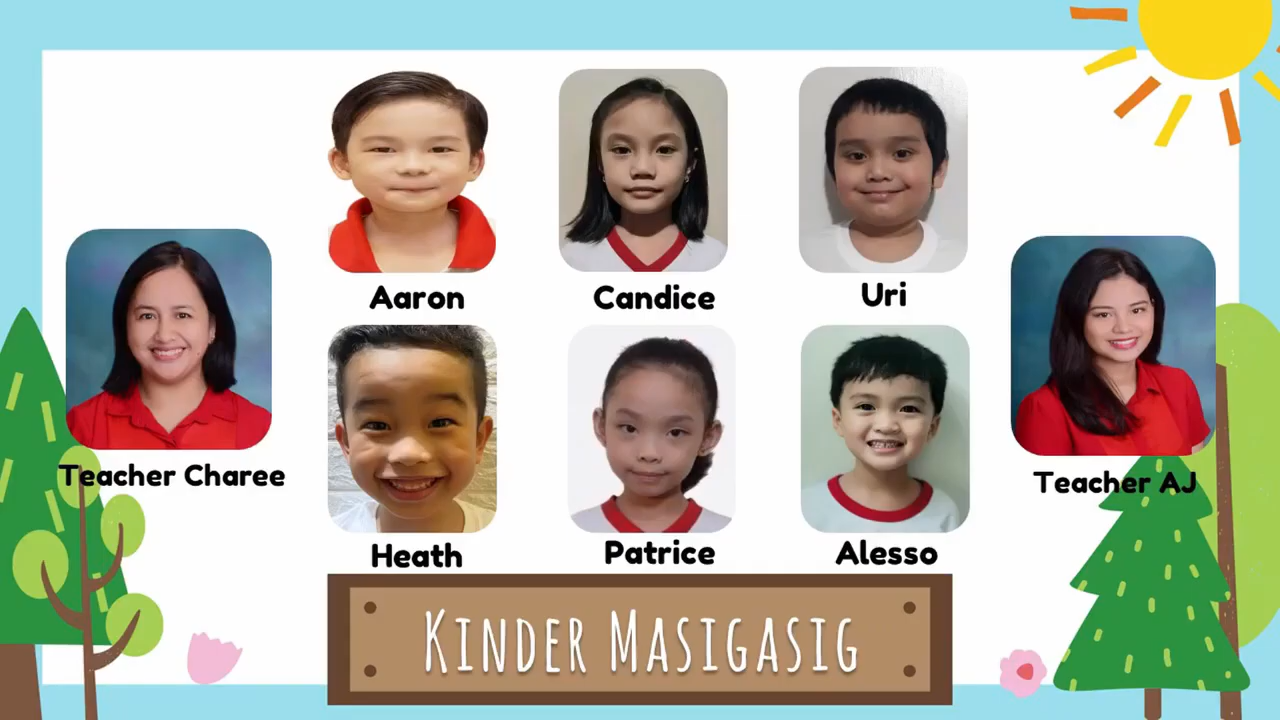 Aaron
Candice
Uri
Teacher Charee
Teacher AJ
Heath
Patrice
Alesso
Kinder Masigasig